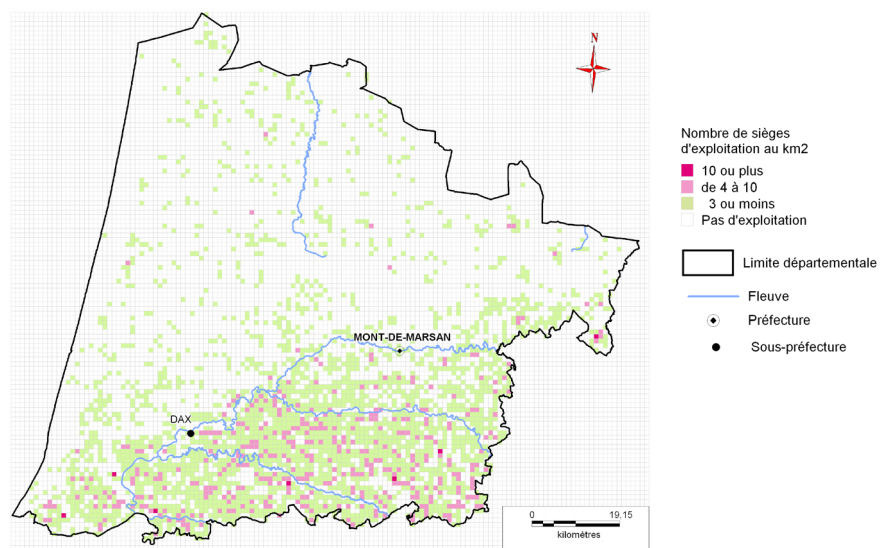 N
Nombre de sièges
d'exploitation au km2
10 ou plus
de 4 à 10
3 ou moins
Pas d'exploitation
Limite départementale
Fleuve
Préfecture
Sous-préfecture
MONT-DE-MARSAN
DAX
0 19,15
kilomètres